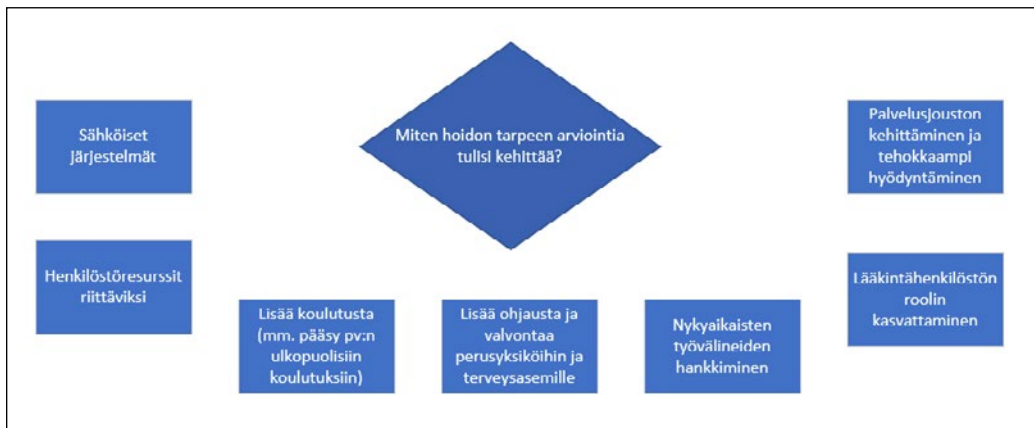 Sähköiset
järjestelmät
Miten hoidon tarpeen arviointia
tulisi kehittää?
Palvelusjouston
kehittäminen ja
tehokkaampi
hyödyntäminen
Henkilöstöresurssit
riittäviksi
Lisää koulutusta
(mm. pääsy pv:n
ulkopuolisiin
koulutuksiin)
Lisää ohjausta ja
valvontaa
perusyksiköihin ja
terveysasemille
Nykyaikaisten
työvälineiden
hankkiminen
Lääkintähenkilöstön
roolin
kasvattaminen